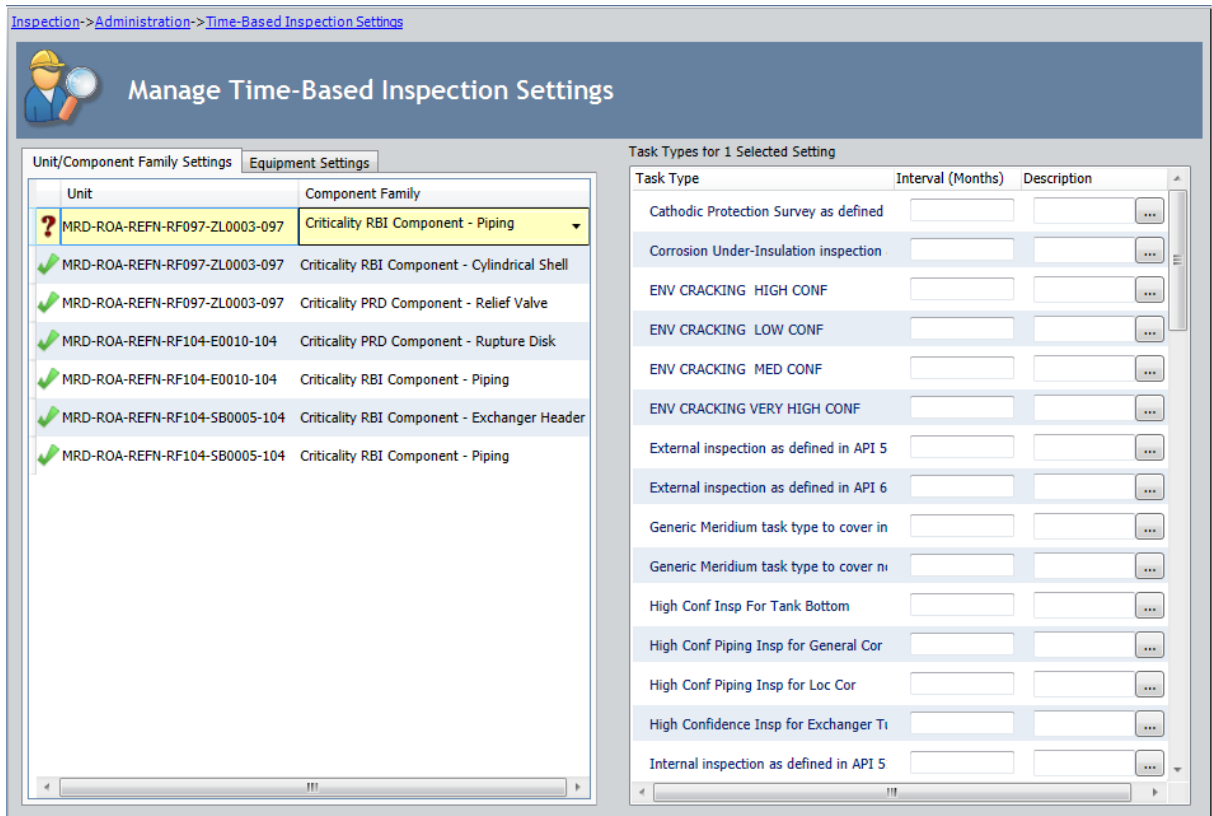 Inspection->Administration->Time-Based Inspection Settings
Manage Time-Based Inspection Settings
Unit/Component Family Settings Equipment Settings
Unit Component Family
? MRD-ROA-REFN-RF097-ZL0003-097 Criticality RBI Component - Piping
MRD-ROA-REFN-RF097-ZL0003-097 Criticality RBI Component - Cylindrical Shell
MRD-ROA-REFN-RF097-ZL0003-097 Criticality PRD Component - Relief Valve
MRD-ROA-REFN-RF104-E0010-104 Criticality PRD Component - Rupture Disk
MRD-ROA-REFN-RF104-E0010-104 Criticality RBI Component - Piping
MRD-ROA-REFN-RF104-SB0005-104 Criticality RBI Component - Exchanger Header
MRD-ROA-REFN-RF104-SB0005-104 Criticality RBI Component - Piping
Task Types for 1 Selected Setting
Task Type Interval (Months) Description
Cathodic Protection Survey as defined ...
Corrosion Under-Insulation inspection ...
ENV CRACKING HIGH CONF ...
ENV CRACKING LOW CONF ...
ENV CRACKING MED CONF ...
ENV CRACKING VERY HIGH CONF ...
External inspection as defined in API 5 ...
External inspection as defined in API 6 ...
Generic Meridium task type to cover in ...
Generic Meridium task type to cover ...
High Conf Insp For Tank Bottom ...
High Conf Piping Insp for General Cor ...
High Conf Piping Insp for Loc Cor ...
High Confidence Insp for Exchanger ...
Internal inspection as defined in API 5 ...